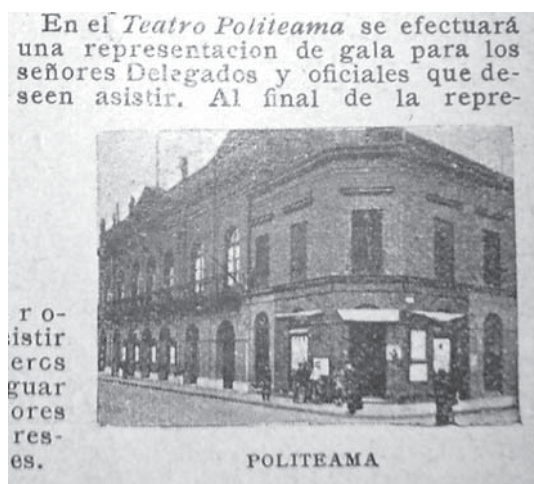 En el Teatro Politeama se efectuará
una representacion de gala para los
señores Delegados y oficiales que de-
seen asistir. Al final de la repre-
r o-
istir
eros
guar
ores
res-
es.
POLITEAMA